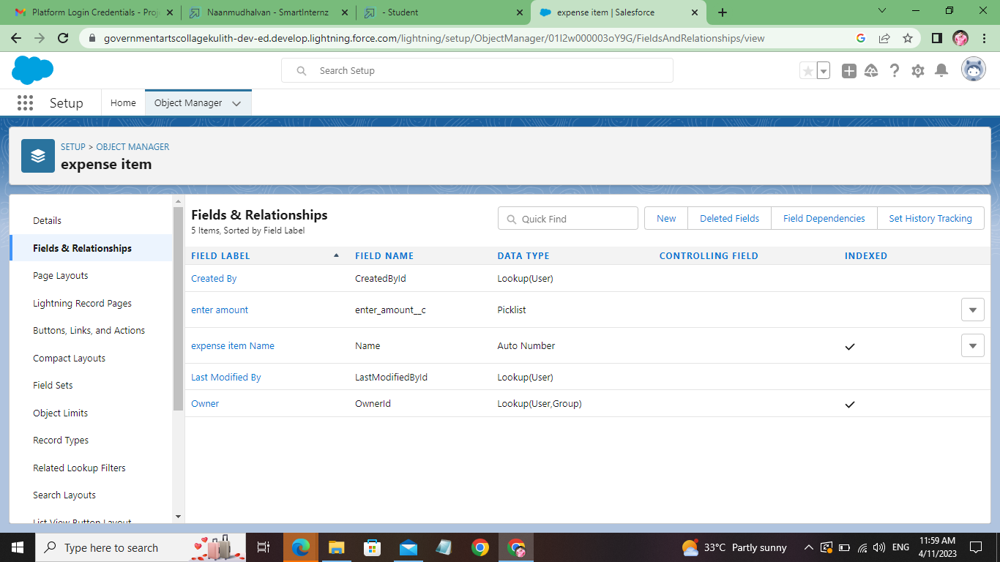 Platform Login Credentials - Proj
Naanmudhalvan - SmartInternz
- Student
expense item | Salesforce
governmentartscollagekulith-dev-ed.develop.lightning.force.com/lightning/setup/ObjectManager/01I2w000003oY9G/FieldsAndRelationships/view
Search Setup
Setup
Home
Object Manager
SETUP > OBJECT MANAGER
expense item
Details
Fields & Relationships
Page Layouts
Lightning Record Pages
Buttons, Links, and Actions
Compact Layouts
Field Sets
Object Limits
Record Types
Related Lookup Filters
Search Layouts
List View Button Layout
Fields & Relationships
5 Items, Sorted by Field Label
Quick Find
New
Deleted Fields
Field Dependencies
Set History Tracking
FIELD LABEL FIELD NAME DATA TYPE CONTROLLING FIELD INDEXED
Created By CreatedById Lookup(User)
enter amount enter_amount__c Picklist
expense item Name Name Auto Number
Last Modified By LastModifiedById Lookup(User)
Owner OwnerId Lookup(User,Group)
Type here to search
33°C Partly sunny
ENG
11:59 AM
4/11/2023